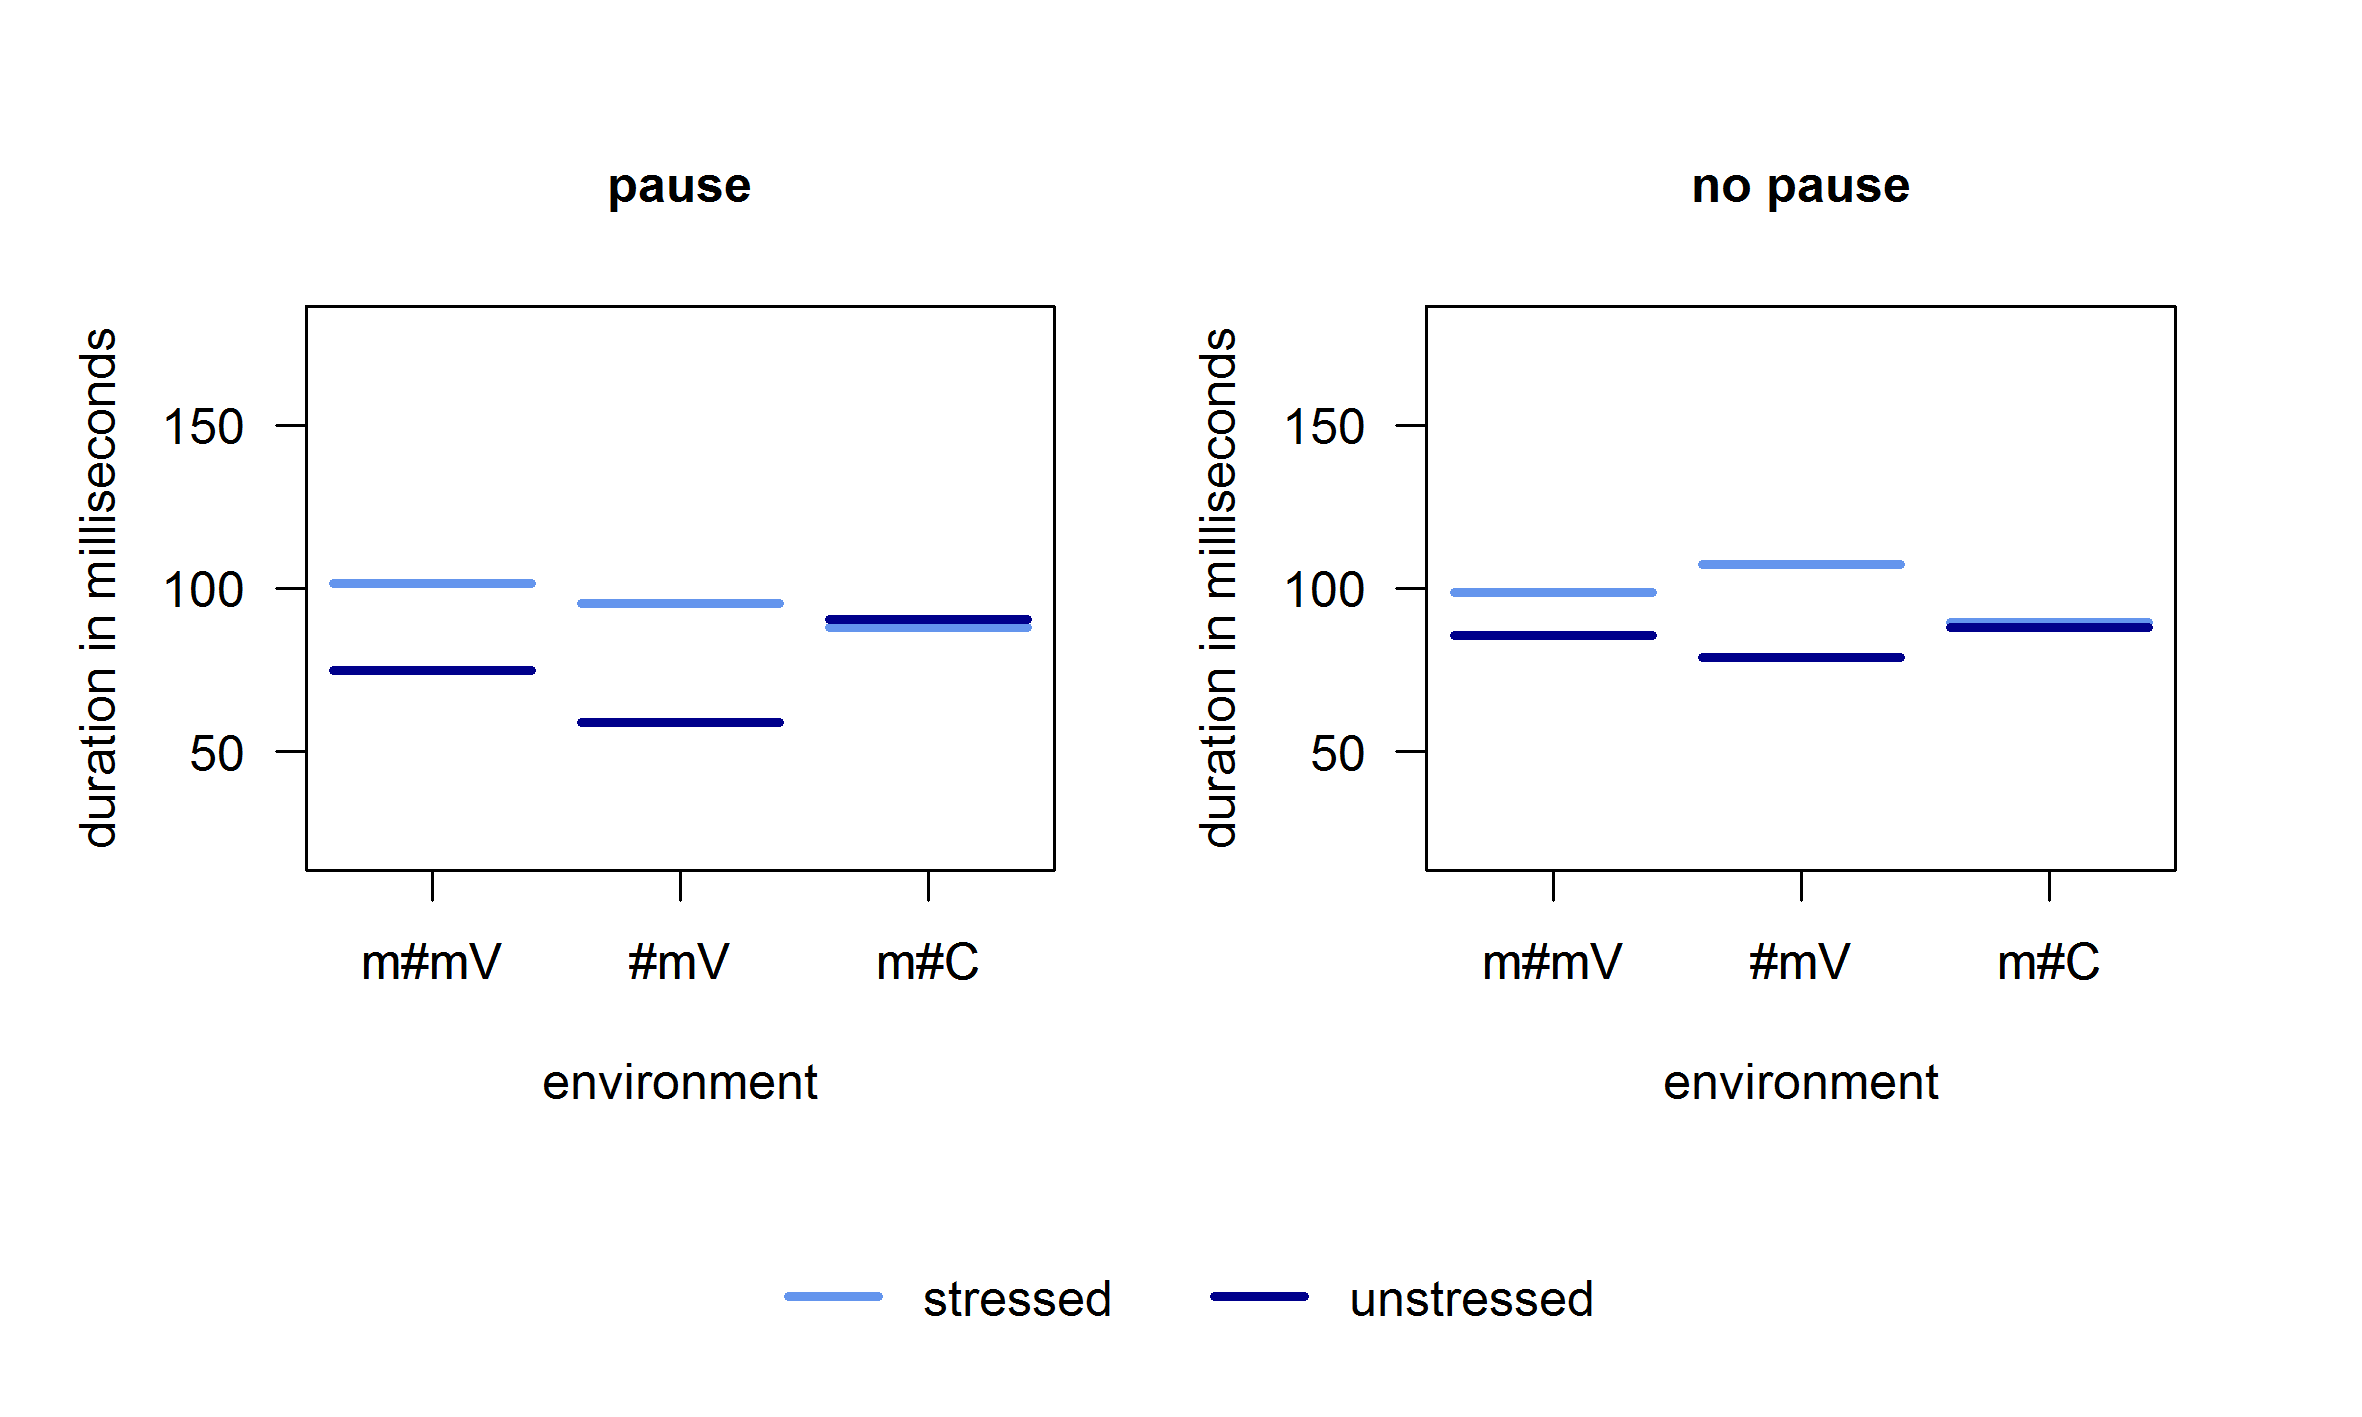 pause
duration in milliseconds
150
100
50
m#mV #mV m#C
environment
no pause
duration in milliseconds
150
100
50
m#mV #mV m#C
environment
stressed unstressed